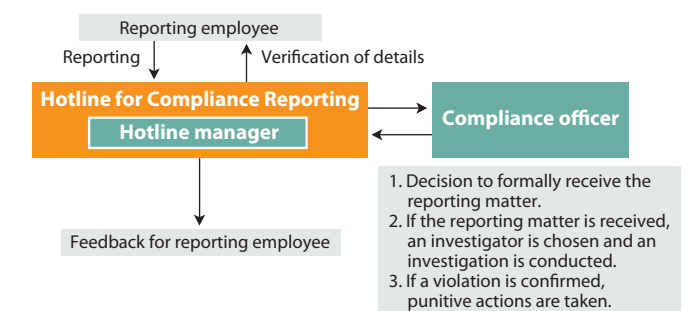 Reporting employee
Reporting
Verification of details
Hotline for Compliance Reporting
Hotline manager
Compliance officer
Feedback for reporting employee
1. Decision to formally receive the
reporting matter.
2. If the reporting matter is received,
an investigator is chosen and an
investigation is conducted.
3. If a violation is confirmed,
punitive actions are taken.